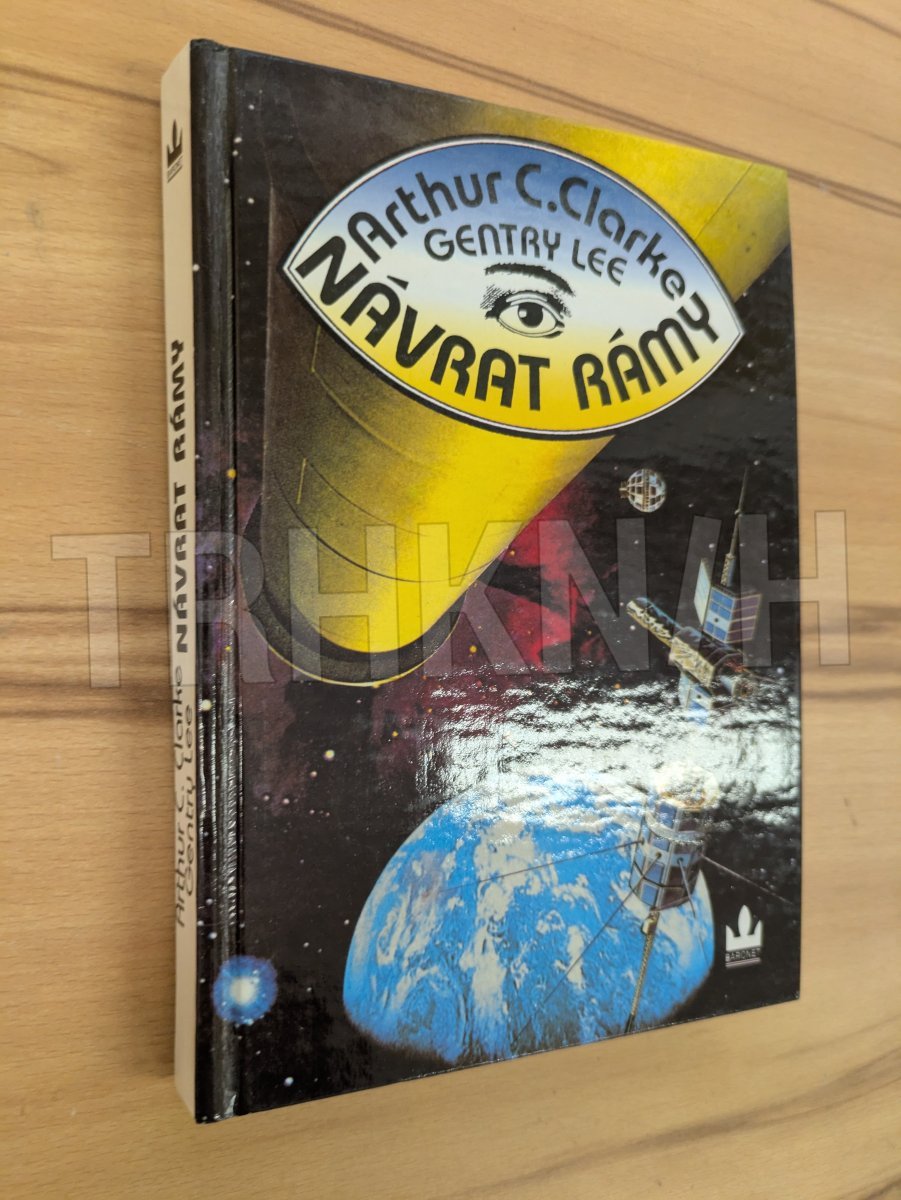 Arthur C. Clarke
GENTRY LEE
NÁVRAT RÁMY
BARONET
Arthur C. Clarke
Gentry Lee
NÁVRAT RÁMY
TRHKNIH